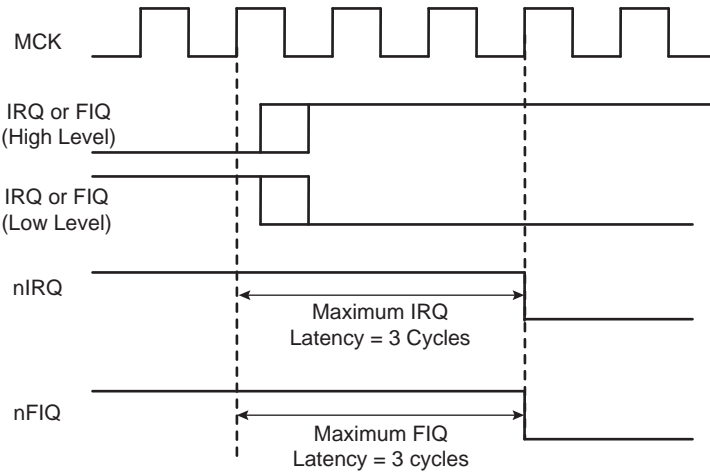 MCK
IRQ or FIQ
(High Level)
IRQ or FIQ
(Low Level)
nIRQ
Maximum IRQ
Latency = 3 Cycles
nFIQ
Maximum FIQ
Latency = 3 cycles